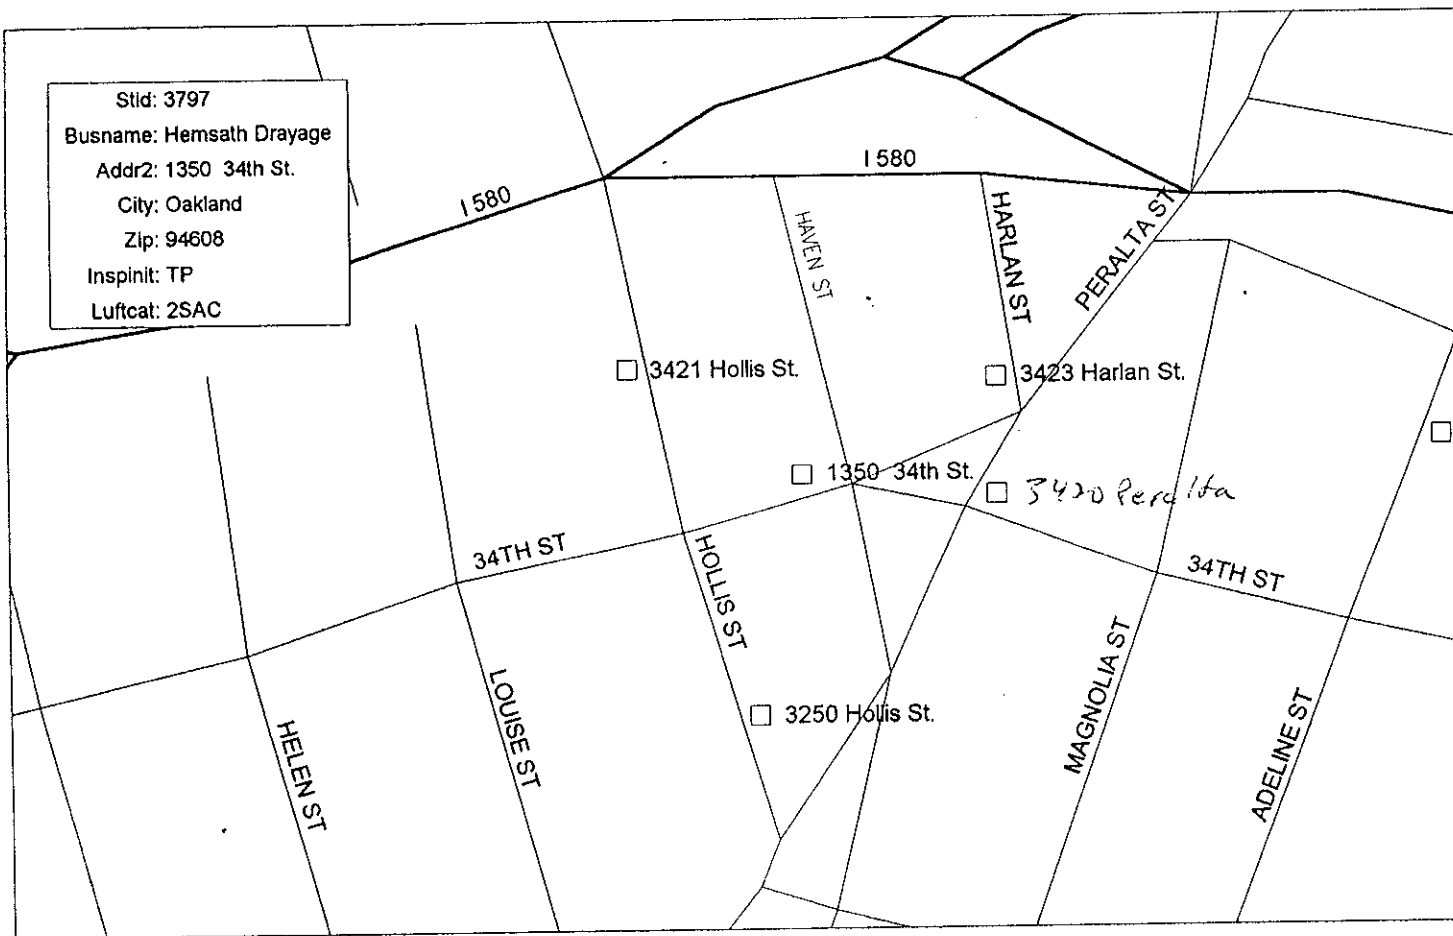 Stid: 3797
Busname: Hemsath Drayage
Addr2: 1350 34th St.
City: Oakland
Zip: 94608
Inspinit: TP
Luftcat: 2SAC
I 580
I 580
HAVEN ST
HARLAN ST
PERALTA ST
3421 Hollis St.
3423 Harlan St.
1350 34th St.
3420 Peralta
34TH ST
HOLLIS ST
34TH ST
3250 Hollis St.
HELEN ST
LOUISE ST
MAGNOLIA ST
ADELINE ST